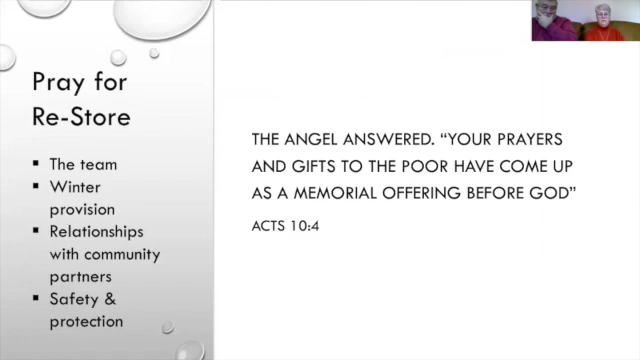 Pray for
Re-Store
▪ The team
▪ Winter
provision
▪ Relationships
with community
partners
▪ Safety &
protection
THE ANGEL ANSWERED. “YOUR PRAYERS
AND GIFTS TO THE POOR HAVE COME UP
AS A MEMORIAL OFFERING BEFORE GOD”
ACTS 10:4